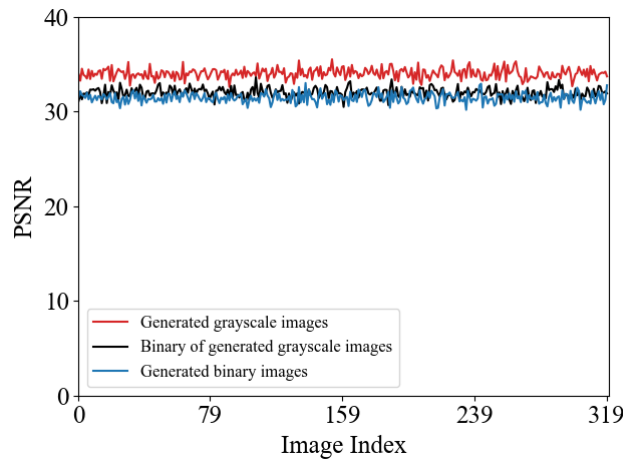 40
30
20
10
0
PSNR
Generated grayscale images
Binary of generated grayscale images
Generated binary images
0 79 159 239 319
Image Index